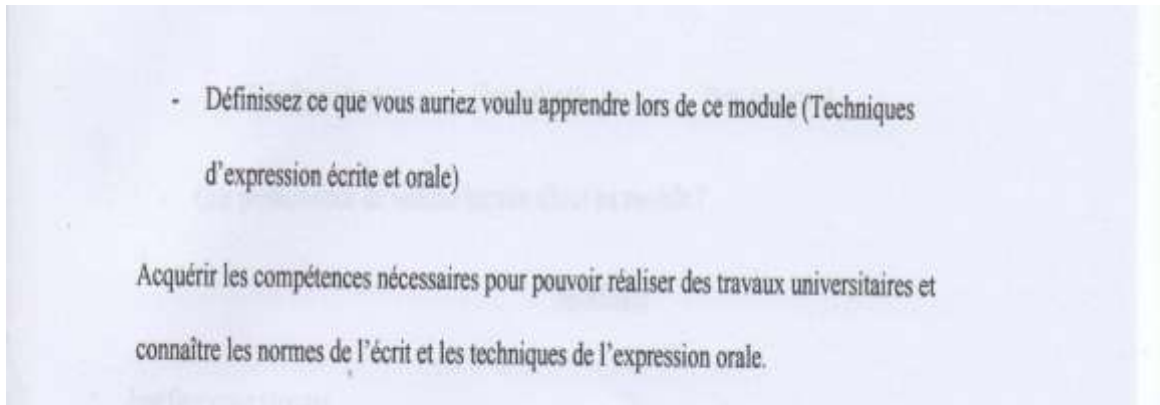 - Définissez ce que vous auriez voulu apprendre lors de ce module (Techniques
d'expression écrite et orale)
Acquérir les compétences nécessaires pour pouvoir réaliser des travaux universitaires et
connaître les normes de l'écrit et les techniques de l'expression orale.